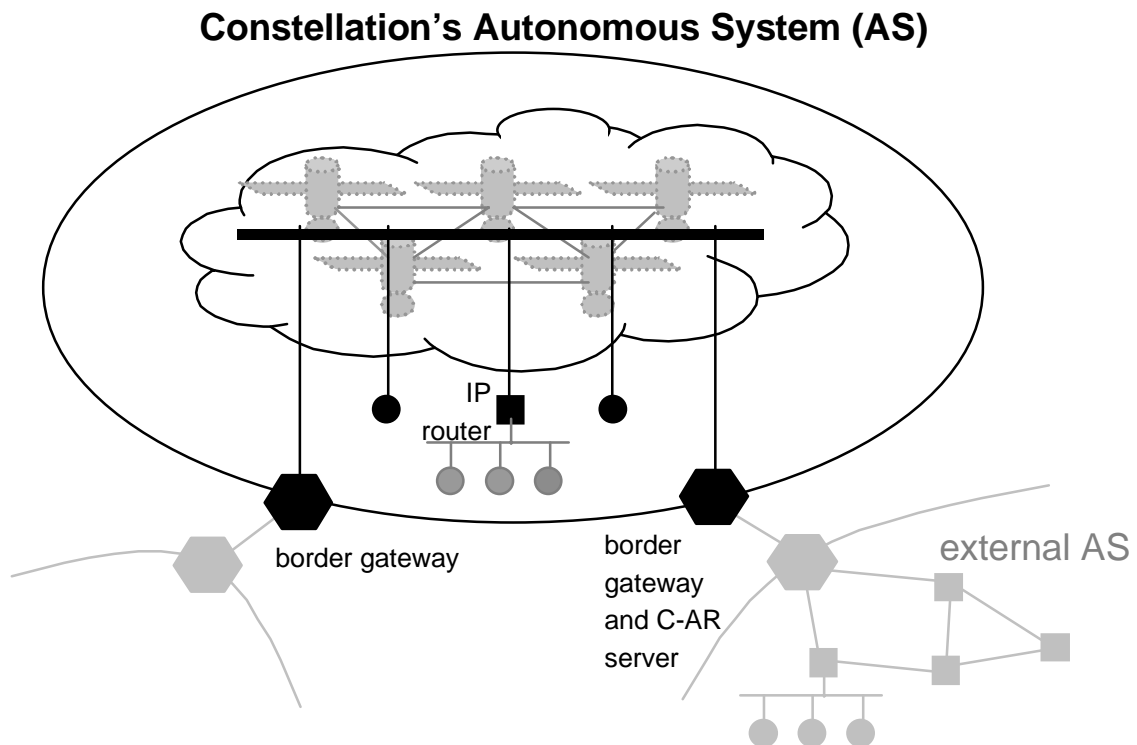 Constellation's Autonomous System (AS)
IP
router
border gateway
border
gateway
and C-AR
server
external AS